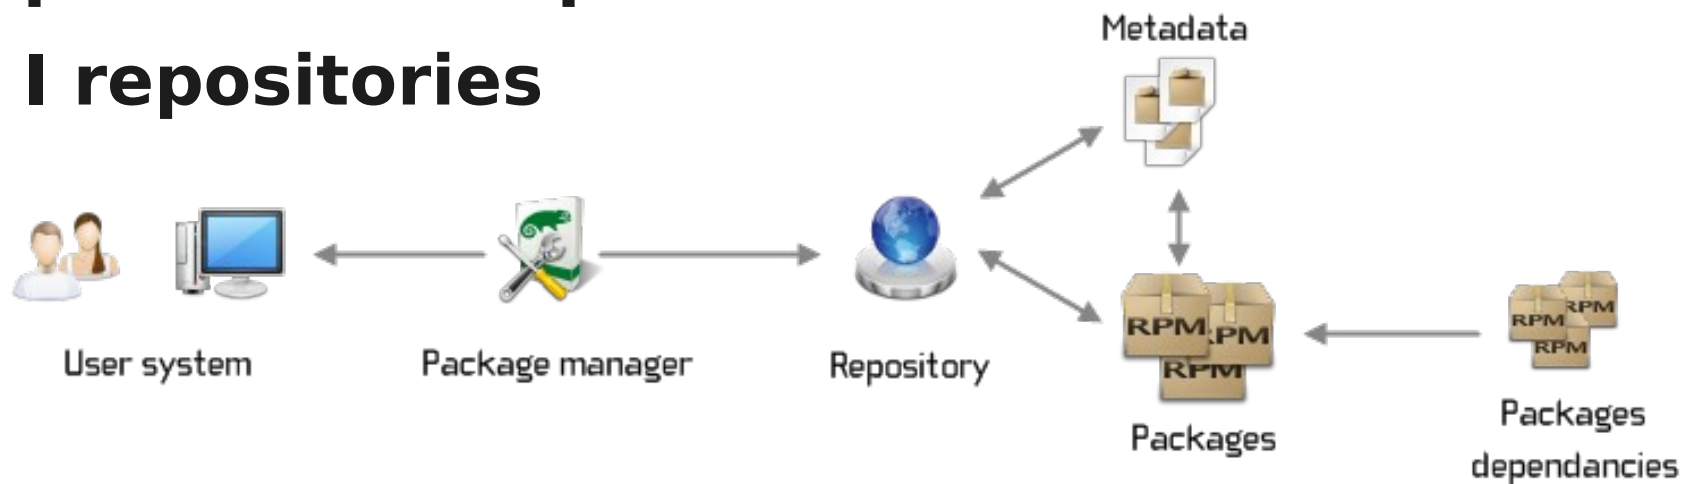 I repositories
Metadata
RPM
RPM
RPM
RPM
RPM
RPM
User system
Package manager
Repository
Packages
Packages
dependancies